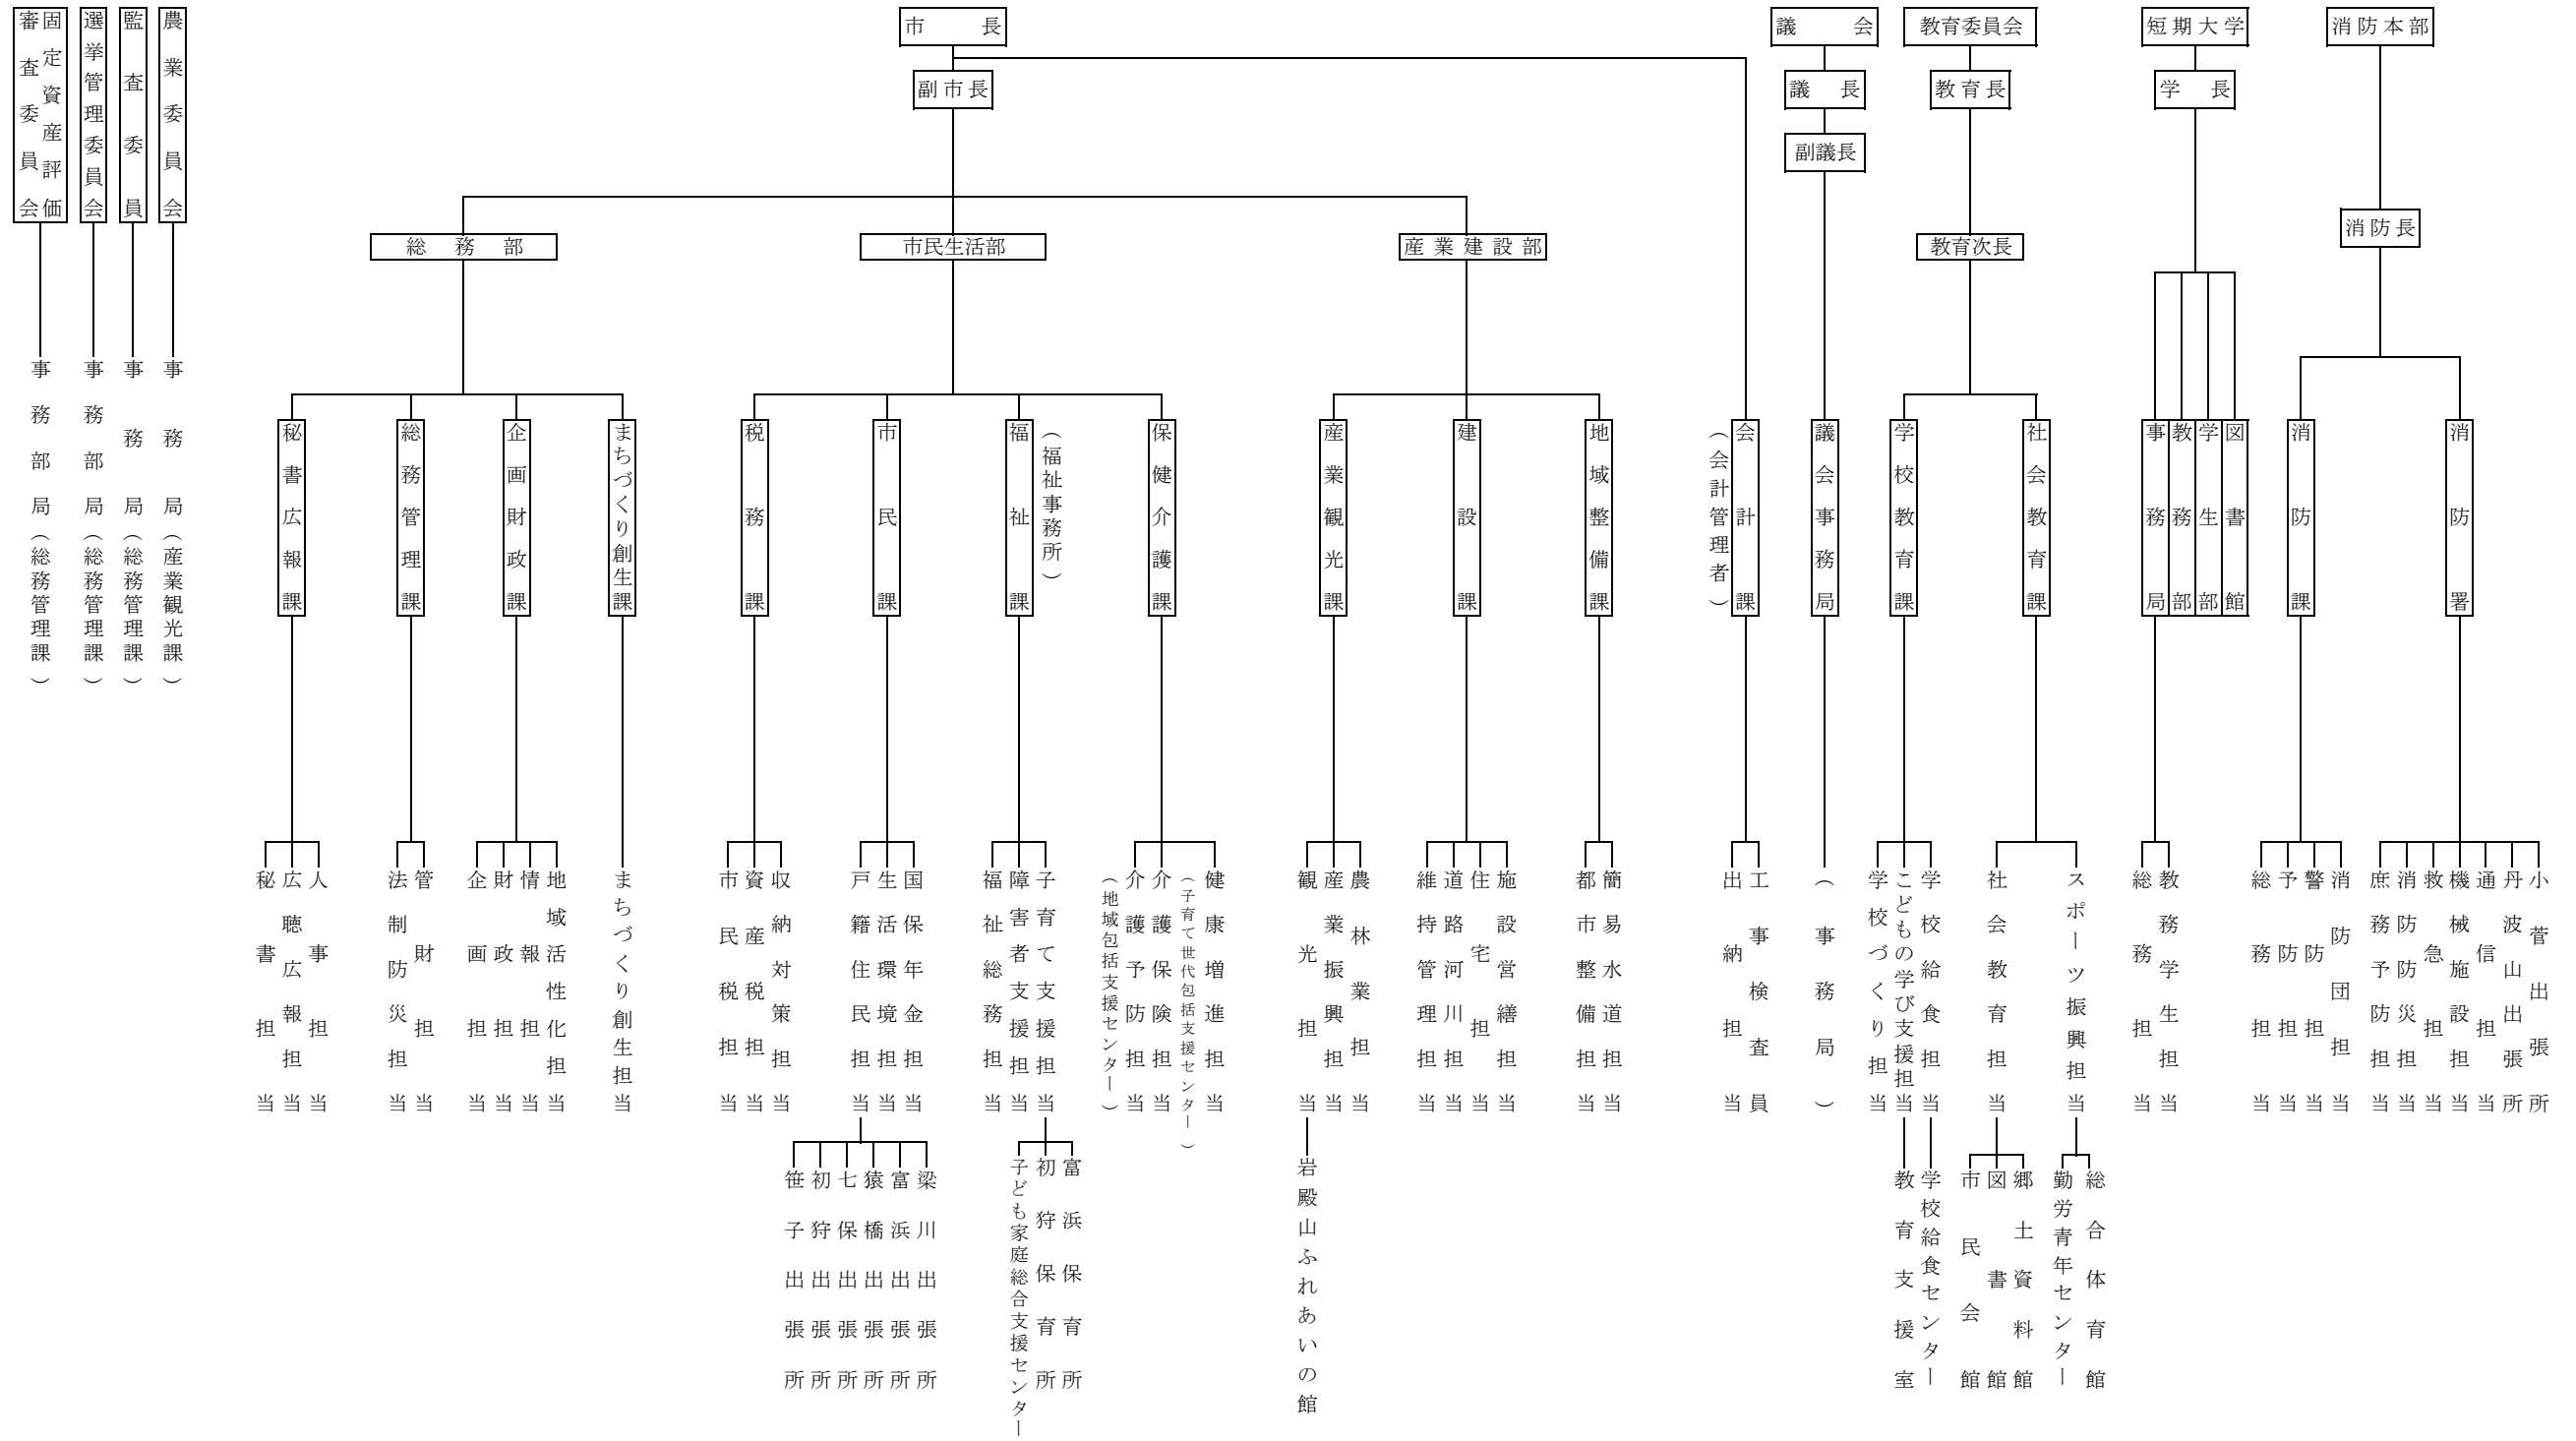 固定資産評価
審査委員会
選挙管理委員会
監査委員
農業委員会
市長
議会
教育委員会
短期大学
消防本部
副市長
議長
教育長
学長
副議長
消防長
総務部
市民生活部
産業建設部
教育次長
事務部局（総務管理課）
事務部局（総務管理課）
事務局（総務管理課）
事務局（産業観光課）
秘書広報課
総務管理課
企画財政課
まちづくり創生課
税務課
市民課
福祉課
（福祉事務所）
保健介護課
産業観光課
建設課
地域整備課
（会計管理者）
会計課
議会事務局
学校教育課
社会教育課
事務局
教務部
学生部
図書館
消防課
消防署
秘書担当
広聴広報担当
人事担当
法制防災担当
管財担当
企画担当
財政担当
情報担当
地域活性化担当
まちづくり創生担当
市民税担当
資産税担当
収納対策担当
戸籍住民担当
生活環境担当
国保年金担当
福祉総務担当
障害者支援担当
子育て支援担当
（地域包括支援センター）
介護予防担当
介護保険担当
（子育て世代包括支援センター）
健康増進担当
観光担当
産業振興担当
農林業担当
維持管理担当
道路河川担当
住宅担当
施設営繕担当
都市整備担当
簡易水道担当
出納担当
工事検査員
（事務局）
学校づくり担当
こどもの学び支援担当
学校給食担当
社会教育担当
スポーツ振興担当
総務担当
教務学生担当
総務担当
予防担当
警防担当
消防団担当
庶務予防担当
消防防災担当
救急担当
機械施設担当
通信担当
丹波山出張所
小菅出張所
笹子出張所
初狩出張所
七保出張所
猿橋出張所
富浜出張所
梁川出張所
子ども家庭総合支援センター
初狩保育所
富浜保育所
岩殿山ふれあいの館
教育支援室
学校給食センター
市民会館
図書館
郷土資料館
勤労青年センター
総合体育館